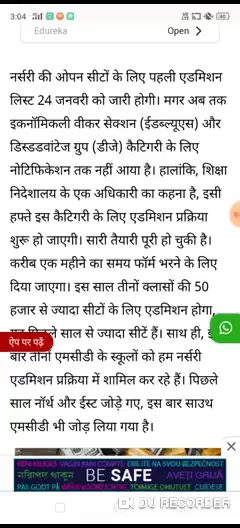 3:04
Edureka
Open >
नर्सरी की ओपन सीटों के लिए पहली एडमिशन
लिस्ट 24 जनवरी को जारी होगी। मगर अब तक
इकनॉमिकली वीकर सेक्शन (ईडब्ल्यूएस) और
डिस्डवांटेज ग्रुप (डीजे) कैटिगरी के लिए
नोटिफिकेशन तक नहीं आया है। हालांकि, शिक्षा
निदेशालय के एक अधिकारी का कहना है, इसी
हफ्ते इस कैटिगरी के लिए एडमिशन प्रक्रिया
शुरू हो जाएगी। सारी तैयारी पूरी हो चुकी है।
करीब एक महीने का समय फॉर्म भरने के लिए
दिया जाएगा। इस साल तीनों क्लासों की 50
हजार से ज्यादा सीटों के लिए एडमिशन होगा,
साल से ज्यादा सीटें हैं। साथ ही,
ऐप पर पढ़ें
बार तीनों एमसीडी के स्कूलों को हम नर्सरी
एडमिशन प्रक्रिया में शामिल कर रहे हैं। पिछले
साल नॉर्थ और ईस्ट जोड़े गए, इस बार साउथ
एमसीडी भी जोड़ लिया गया है।
BE SAFE
DU RECORDER